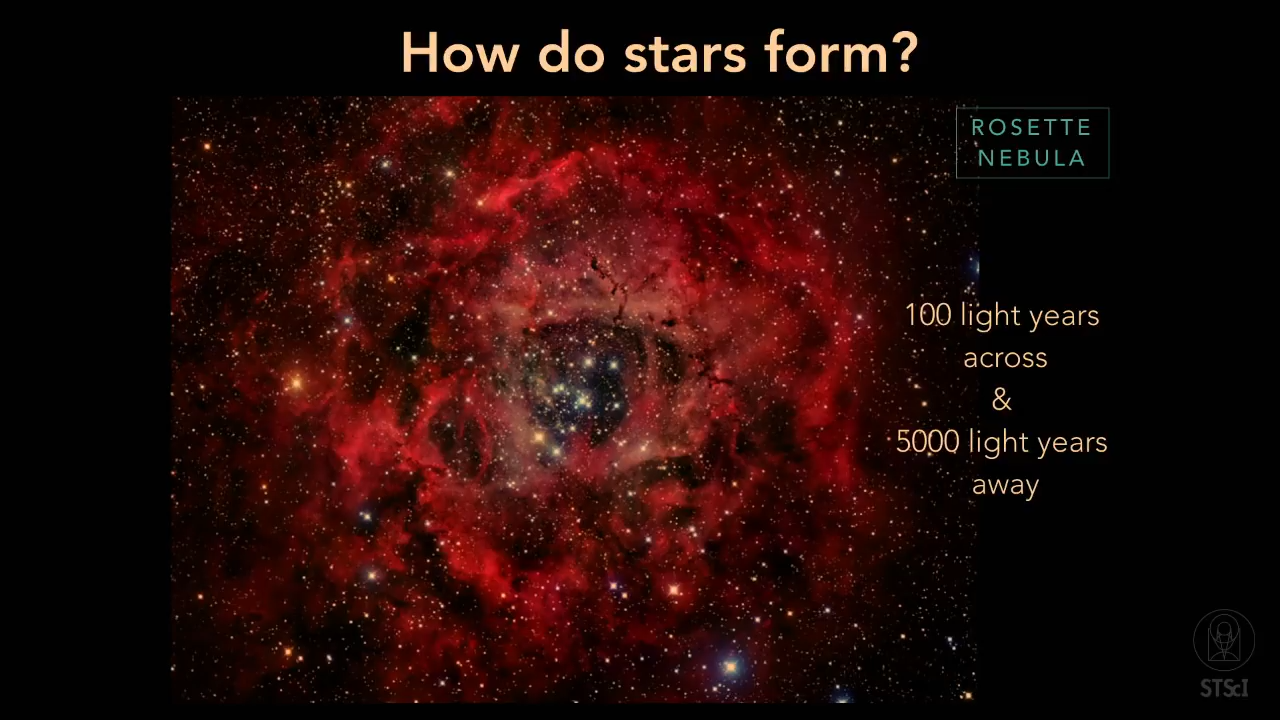 How do stars form?
ROSETTE
NEBULA
100 light years
across
&
5000 light years
away
STScI